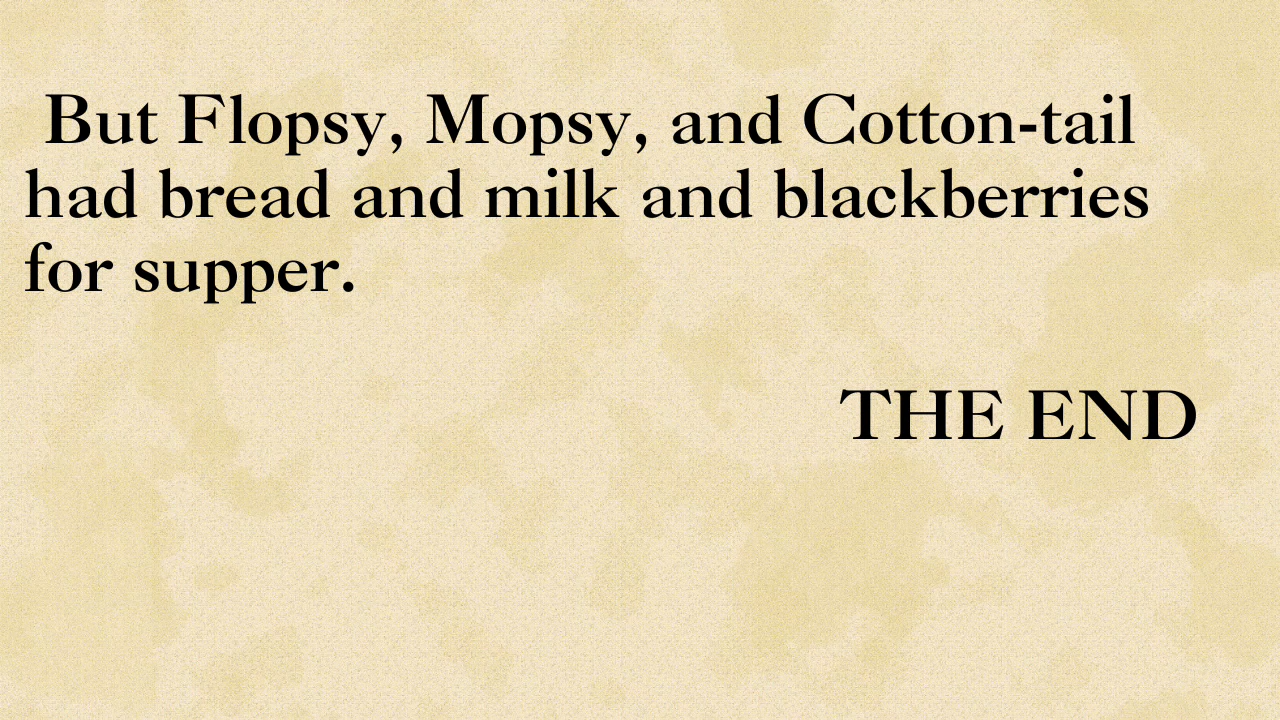 But Flopsy, Mopsy, and Cotton-tail
had bread and milk and blackberries
for supper.
THE END